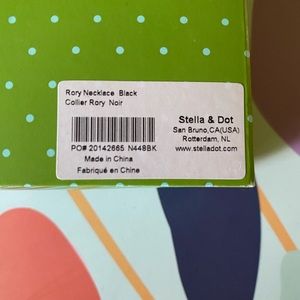 Rory Necklace Black
Collier Rory Noir
Stella & Dot
San Bruno,CA(USA)
Rotterdam, NL
www.stelladot.com
PO# 20142665 N448BK
Made in China
Fabriqué en Chine